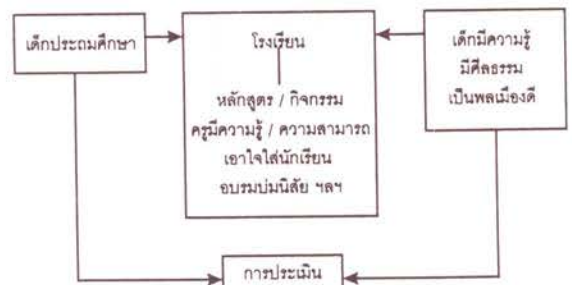 เด็กประถมศึกษา
โรงเรียน
หลักสูตร / กิจกรรม
ครูมีความรู้ / ความสามารถ
เอาใจใส่นักเรียน
อบรมบ่มนิสัย ฯลฯ
เด็กมีความรู้
มีศีลธรรม
เป็นพลเมืองดี
การประเมิน